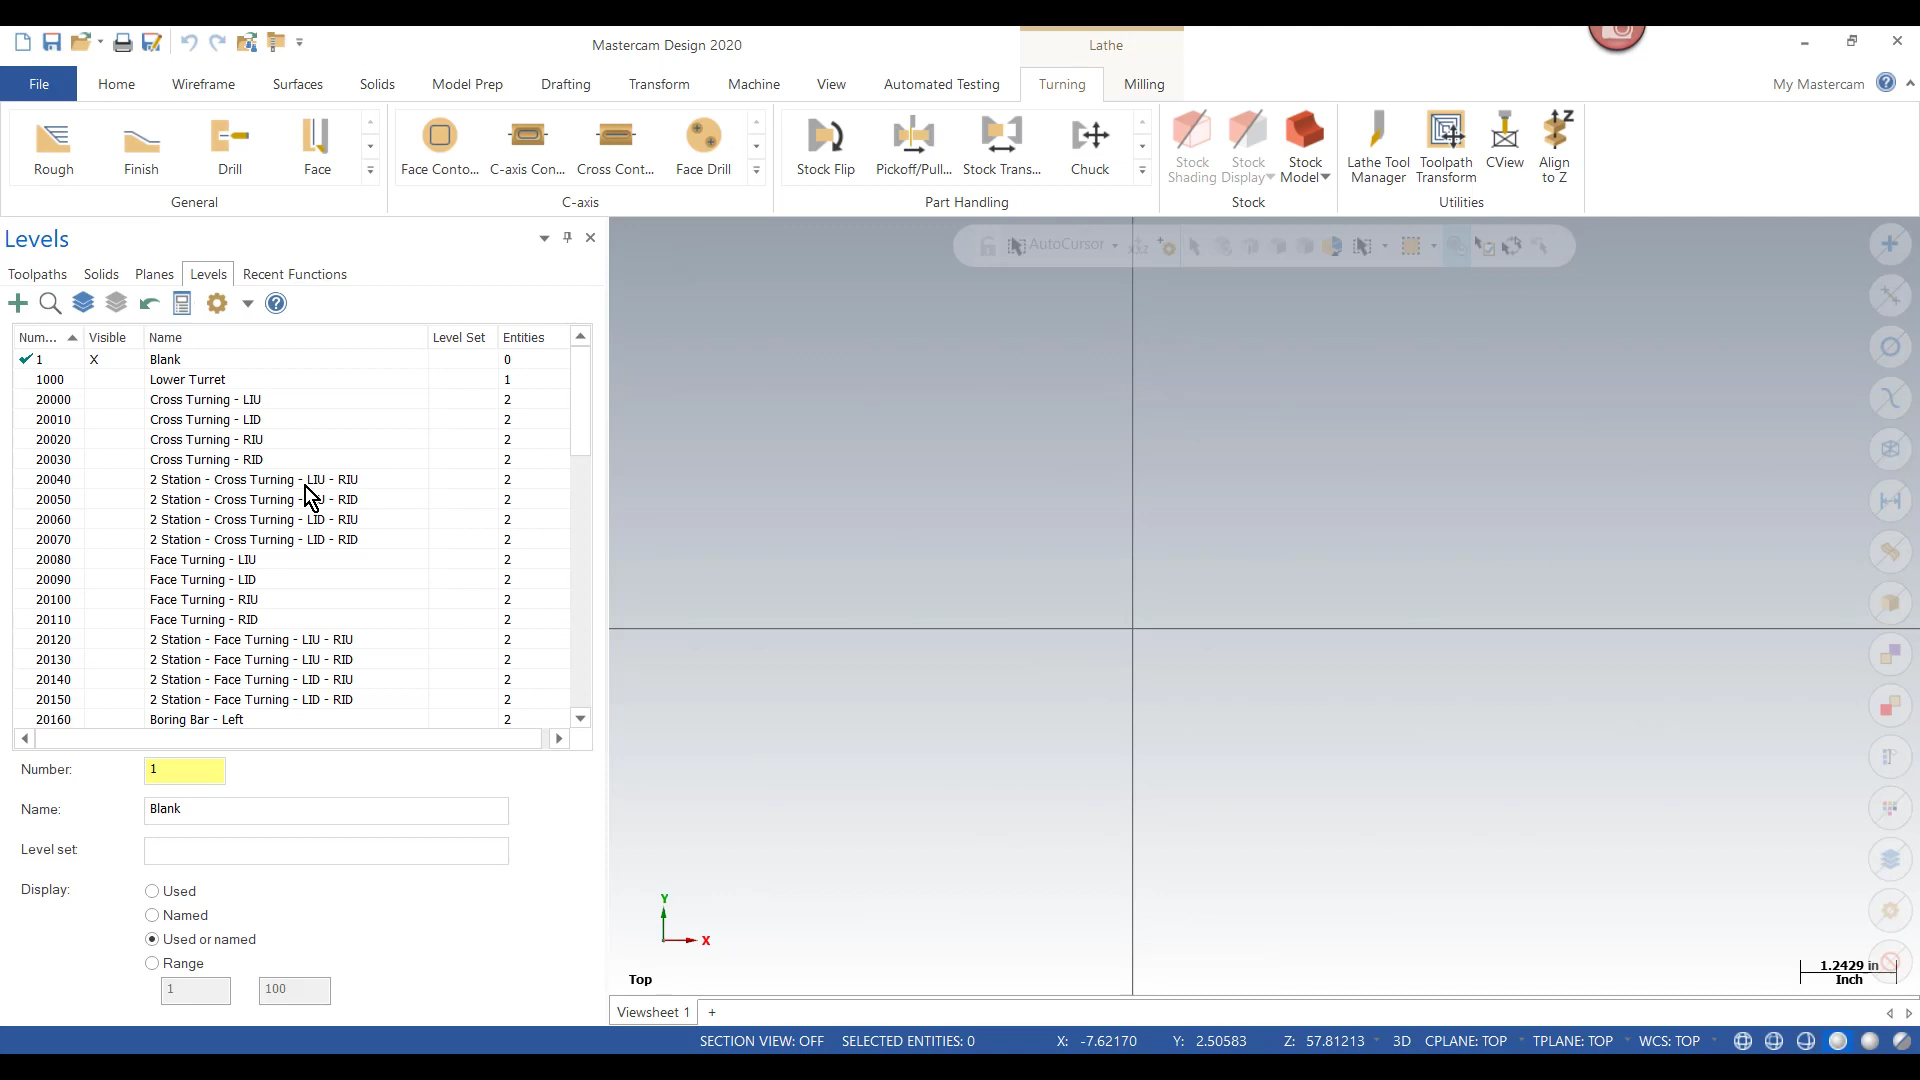 Mastercam Design 2020
Lathe
File
Home
Wireframe
Surfaces
Solids
Model Prep
Drafting
Transform
Machine
View
Automated Testing
Turning
Milling
My Mastercam
Rough
Finish
Drill
Face
General
Face Conto...
C-axis Con...
Cross Cont...
Face Drill
C-axis
Stock Flip
Pickoff/Pull...
Stock Trans...
Chuck
Part Handling
Stock Shading
Stock Display
Stock Model
Stock
Lathe Tool Manager
Toolpath Transform
CView
Align to Z
Utilities
Levels
Toolpaths Solids Planes Levels Recent Functions
AutoCursor
Num... Visible Name Level Set Entities
1 X Blank 0
1000 Lower Turret 1
20000 Cross Turning - LIU 2
20010 Cross Turning - LID 2
20020 Cross Turning - RIU 2
20030 Cross Turning - RID 2
20040 2 Station - Cross Turning - LIU - RIU 2
20050 2 Station - Cross Turning - - RID 2
20060 2 Station - Cross Turning - LID - RIU 2
20070 2 Station - Cross Turning - LID - RID 2
20080 Face Turning - LIU 2
20090 Face Turning - LID 2
20100 Face Turning - RIU 2
20110 Face Turning - RID 2
20120 2 Station - Face Turning - LIU - RIU 2
20130 2 Station - Face Turning - LIU - RID 2
20140 2 Station - Face Turning - LID - RIU 2
20150 2 Station - Face Turning - LID - RID 2
20160 Boring Bar - Left 2
Number: 1
Name: Blank
Level set:
Display:
Used
Named
Used or named
Range
1 100
Y
X
Top
1.2429 in
Inch
Viewsheet 1 +
SECTION VIEW: OFF SELECTED ENTITIES: 0 X: -7.62170 Y: 2.50583 Z: 57.81213 3D CPLANE: TOP TPLANE: TOP WCS: TOP